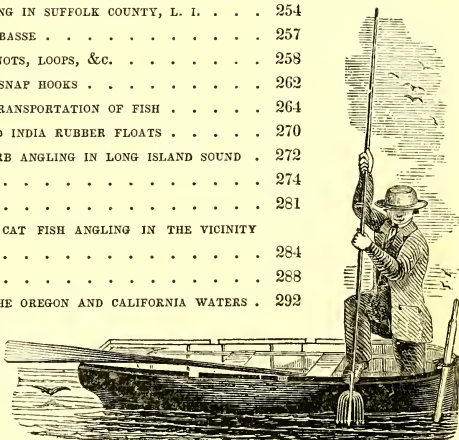 NG IN SUFFOLK COUNTY, L. I. . . . . 254
BASSE . . . . . . . . . . . . . 257
NOTS, LOOPS, &C. . . . . . . . . 258
SNAP HOOKS . . . . . . . . . . . 262
RANSPORTATION OF FISH . . . . . . 264
INDIA RUBBER FLOATS . . . . . 270
RB ANGLING IN LONG ISLAND SOUND . 272
. . . . . . . . . . . . . . . 274
. . . . . . . . . . . . . . . 281
CAT FISH ANGLING IN THE VICINITY
. . . . . . . . . . . . . . . 284
. . . . . . . . . . . . . . . 288
HE OREGON AND CALIFORNIA WATERS . 292